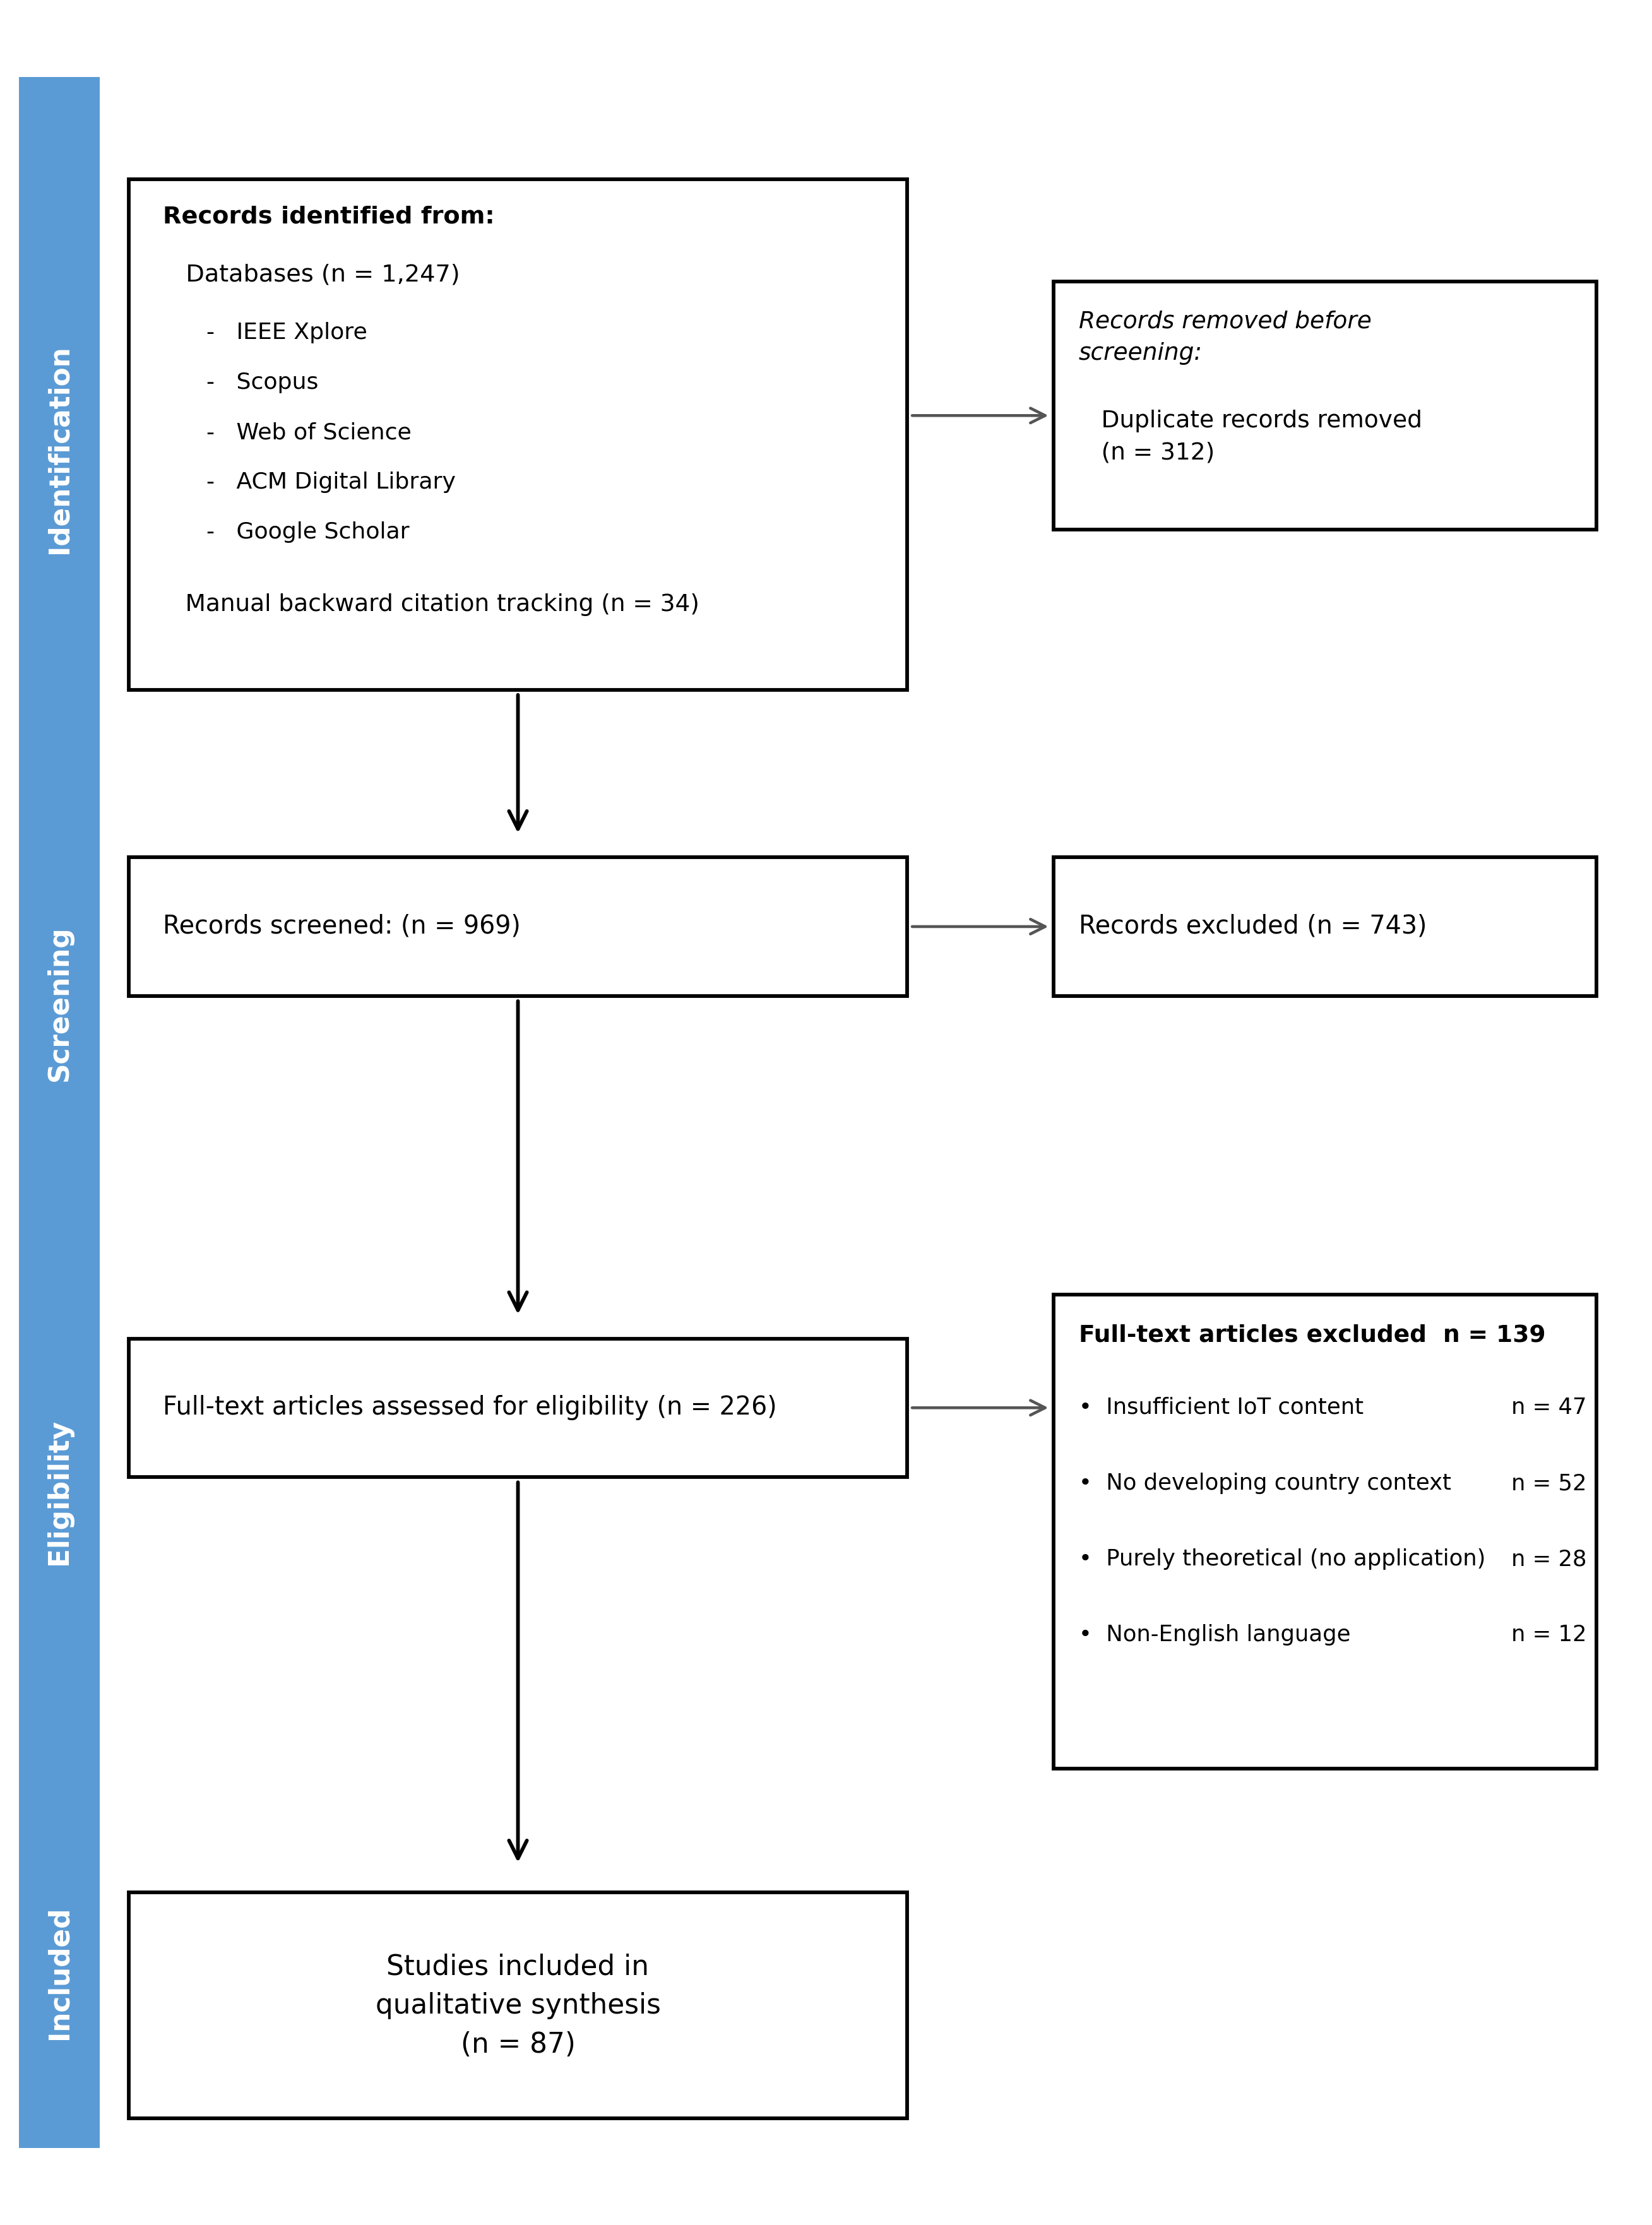 Identification
Records identified from:
Databases (n = 1,247)
- IEEE Xplore
- Scopus
- Web of Science
- ACM Digital Library
- Google Scholar
Manual backward citation tracking (n = 34)
Records removed before
screening:
Duplicate records removed
(n = 312)
Screening
Records screened: (n = 969)
Records excluded (n = 743)
Eligibility
Full-text articles assessed for eligibility (n = 226)
Full-text articles excluded n = 139
• Insufficient IoT content n = 47
• No developing country context n = 52
• Purely theoretical (no application) n = 28
• Non-English language n = 12
Included
Studies included in
qualitative synthesis
(n = 87)